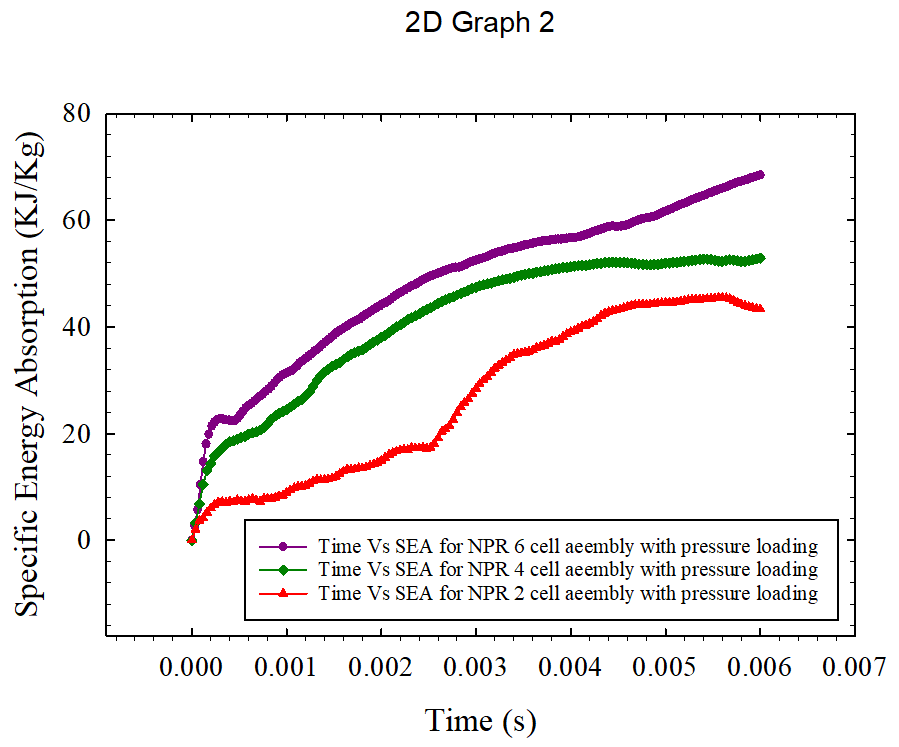 2D Graph 2
80
60
40
20
0
Specific Energy Absorption (KJ/Kg)
Time Vs SEA for NPR 6 cell aeembly with pressure loading
Time Vs SEA for NPR 4 cell aeembly with pressure loading
Time Vs SEA for NPR 2 cell aeembly with pressure loading
0.000 0.001 0.002 0.003 0.004 0.005 0.006 0.007
Time (s)